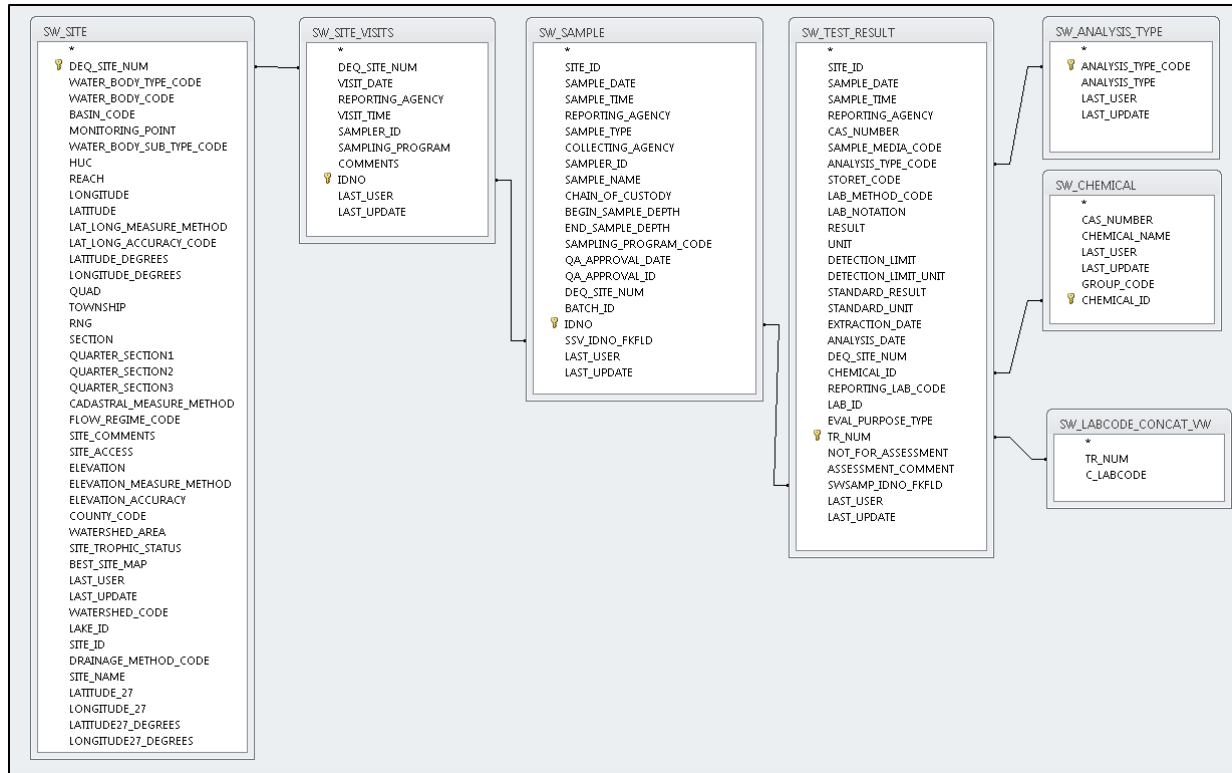 SW_SITE
*
DEQ_SITE_NUM
WATER_BODY_TYPE_CODE
WATER_BODY_CODE
BASIN_CODE
MONITORING_POINT
WATER_BODY_SUB_TYPE_CODE
HUC
REACH
LONGITUDE
LATITUDE
LAT_LONG_MEASURE_METHOD
LAT_LONG_ACCURACY_CODE
LATITUDE_DEGREES
LONGITUDE_DEGREES
QUAD
TOWNSHIP
RNG
SECTION
QUARTER_SECTION1
QUARTER_SECTION2
QUARTER_SECTION3
CADASTRAL_MEASURE_METHOD
FLOW_REGIME_CODE
SITE_COMMENTS
SITE_ACCESS
ELEVATION
ELEVATION_MEASURE_METHOD
ELEVATION_ACCURACY
COUNTY_CODE
WATERSHED_AREA
SITE_TROPHIC_STATUS
BEST_SITE_MAP
LAST_USER
LAST_UPDATE
WATERSHED_CODE
LAKE_ID
SITE_ID
DRAINAGE_METHOD_CODE
SITE_NAME
LATITUDE_27
LONGITUDE_27
LATITUDE27_DEGREES
LONGITUDE27_DEGREES
SW_SITE_VISITS
*
DEQ_SITE_NUM
VISIT_DATE
REPORTING_AGENCY
VISIT_TIME
SAMPLER_ID
SAMPLING_PROGRAM
COMMENTS
IDNO
LAST_USER
LAST_UPDATE
SW_SAMPLE
*
SITE_ID
SAMPLE_DATE
SAMPLE_TIME
REPORTING_AGENCY
SAMPLE_TYPE
COLLECTING_AGENCY
SAMPLER_ID
SAMPLE_NAME
CHAIN_OF_CUSTODY
BEGIN_SAMPLE_DEPTH
END_SAMPLE_DEPTH
SAMPLING_PROGRAM_CODE
QA_APPROVAL_DATE
QA_APPROVAL_ID
DEQ_SITE_NUM
BATCH_ID
IDNO
SSV_IDNO_FKFLD
LAST_USER
LAST_UPDATE
SW_TEST_RESULT
*
SITE_ID
SAMPLE_DATE
SAMPLE_TIME
REPORTING_AGENCY
CAS_NUMBER
SAMPLE_MEDIA_CODE
ANALYSIS_TYPE_CODE
STORET_CODE
LAB_METHOD_CODE
LAB_NOTATION
RESULT
UNIT
DETECTION_LIMIT
DETECTION_LIMIT_UNIT
STANDARD_RESULT
STANDARD_UNIT
EXTRACTION_DATE
ANALYSIS_DATE
DEQ_SITE_NUM
CHEMICAL_ID
REPORTING_LAB_CODE
LAB_ID
EVAL_PURPOSE_TYPE
TR_NUM
NOT_FOR_ASSESSMENT
ASSESSMENT_COMMENT
SWSAMP_IDNO_FKFLD
LAST_USER
LAST_UPDATE
SW_ANALYSIS_TYPE
*
ANALYSIS_TYPE_CODE
ANALYSIS_TYPE
LAST_USER
LAST_UPDATE
SW_CHEMICAL
*
CAS_NUMBER
CHEMICAL_NAME
LAST_USER
LAST_UPDATE
GROUP_CODE
CHEMICAL_ID
SW_LABCODE_CONCAT_VW
*
TR_NUM
C_LABCODE